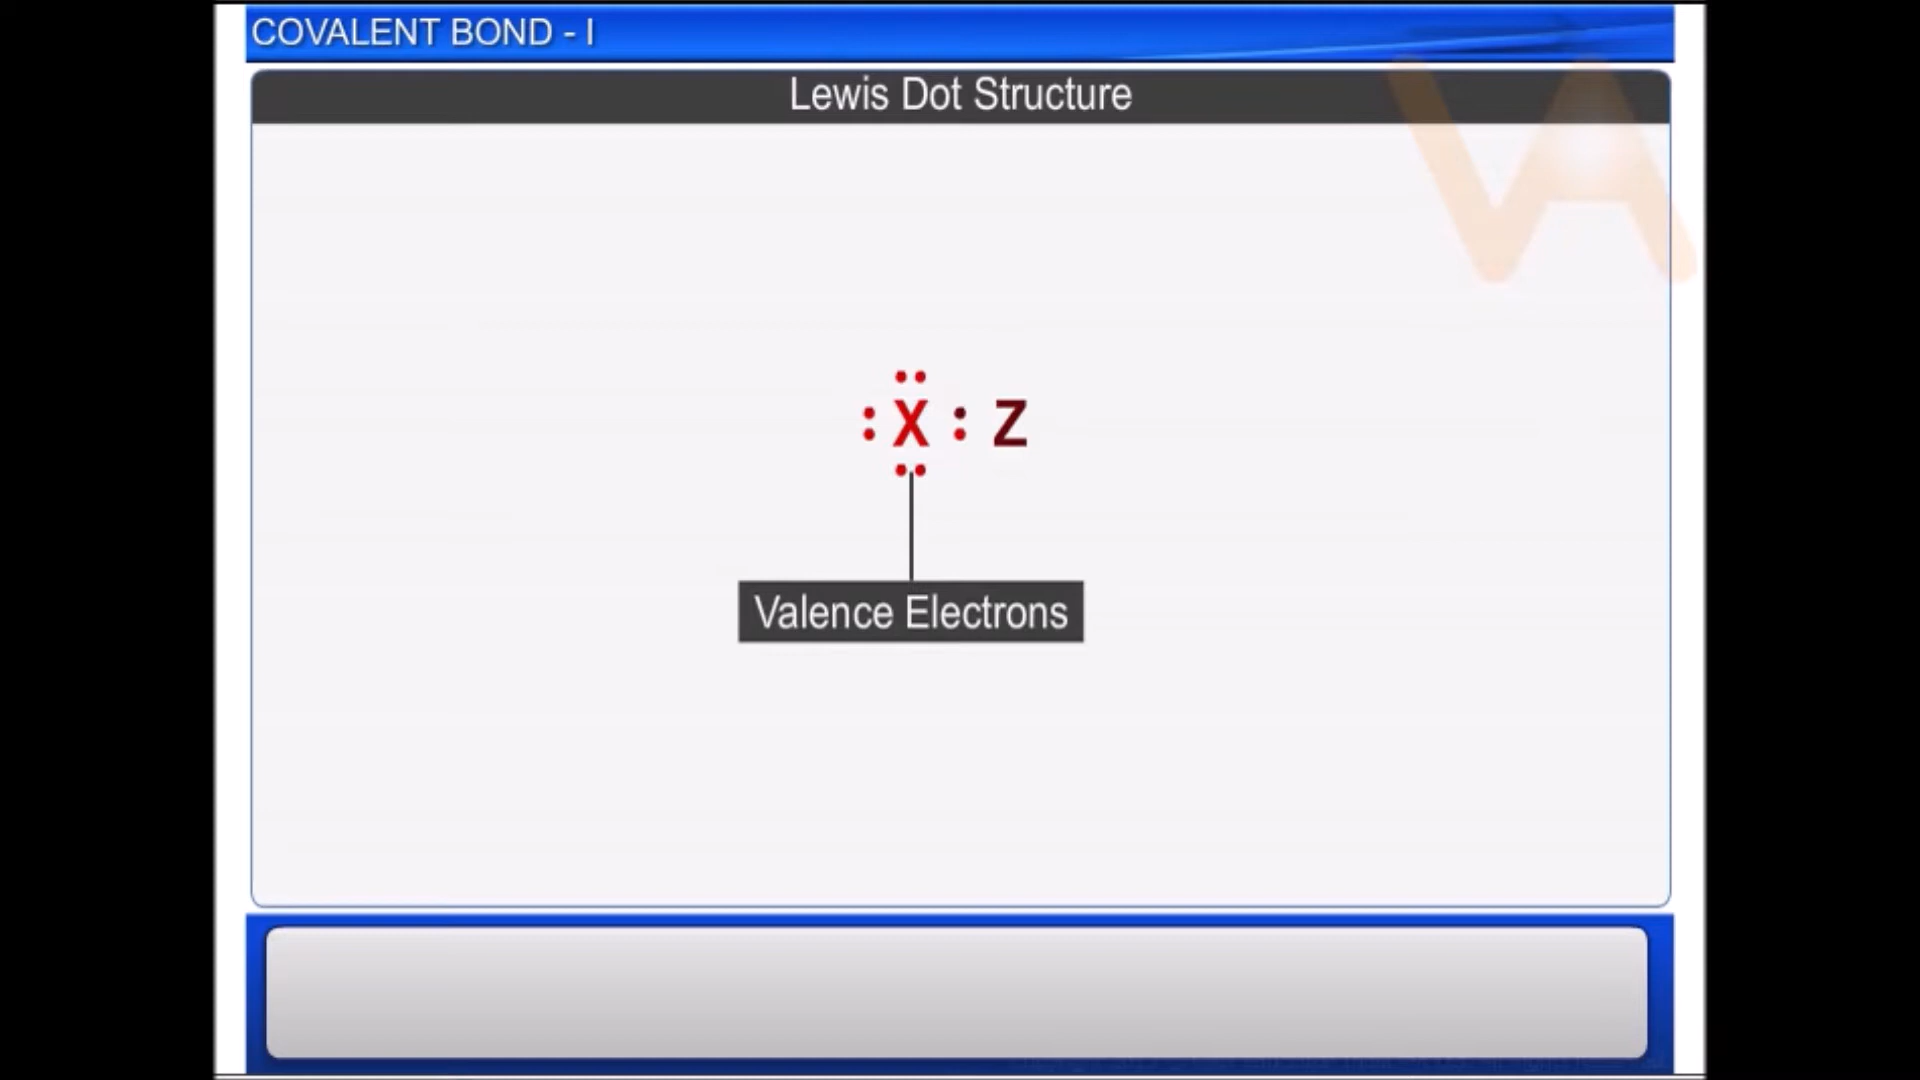 COVALENT BOND - I
Lewis Dot Structure
X : Z
Valence Electrons